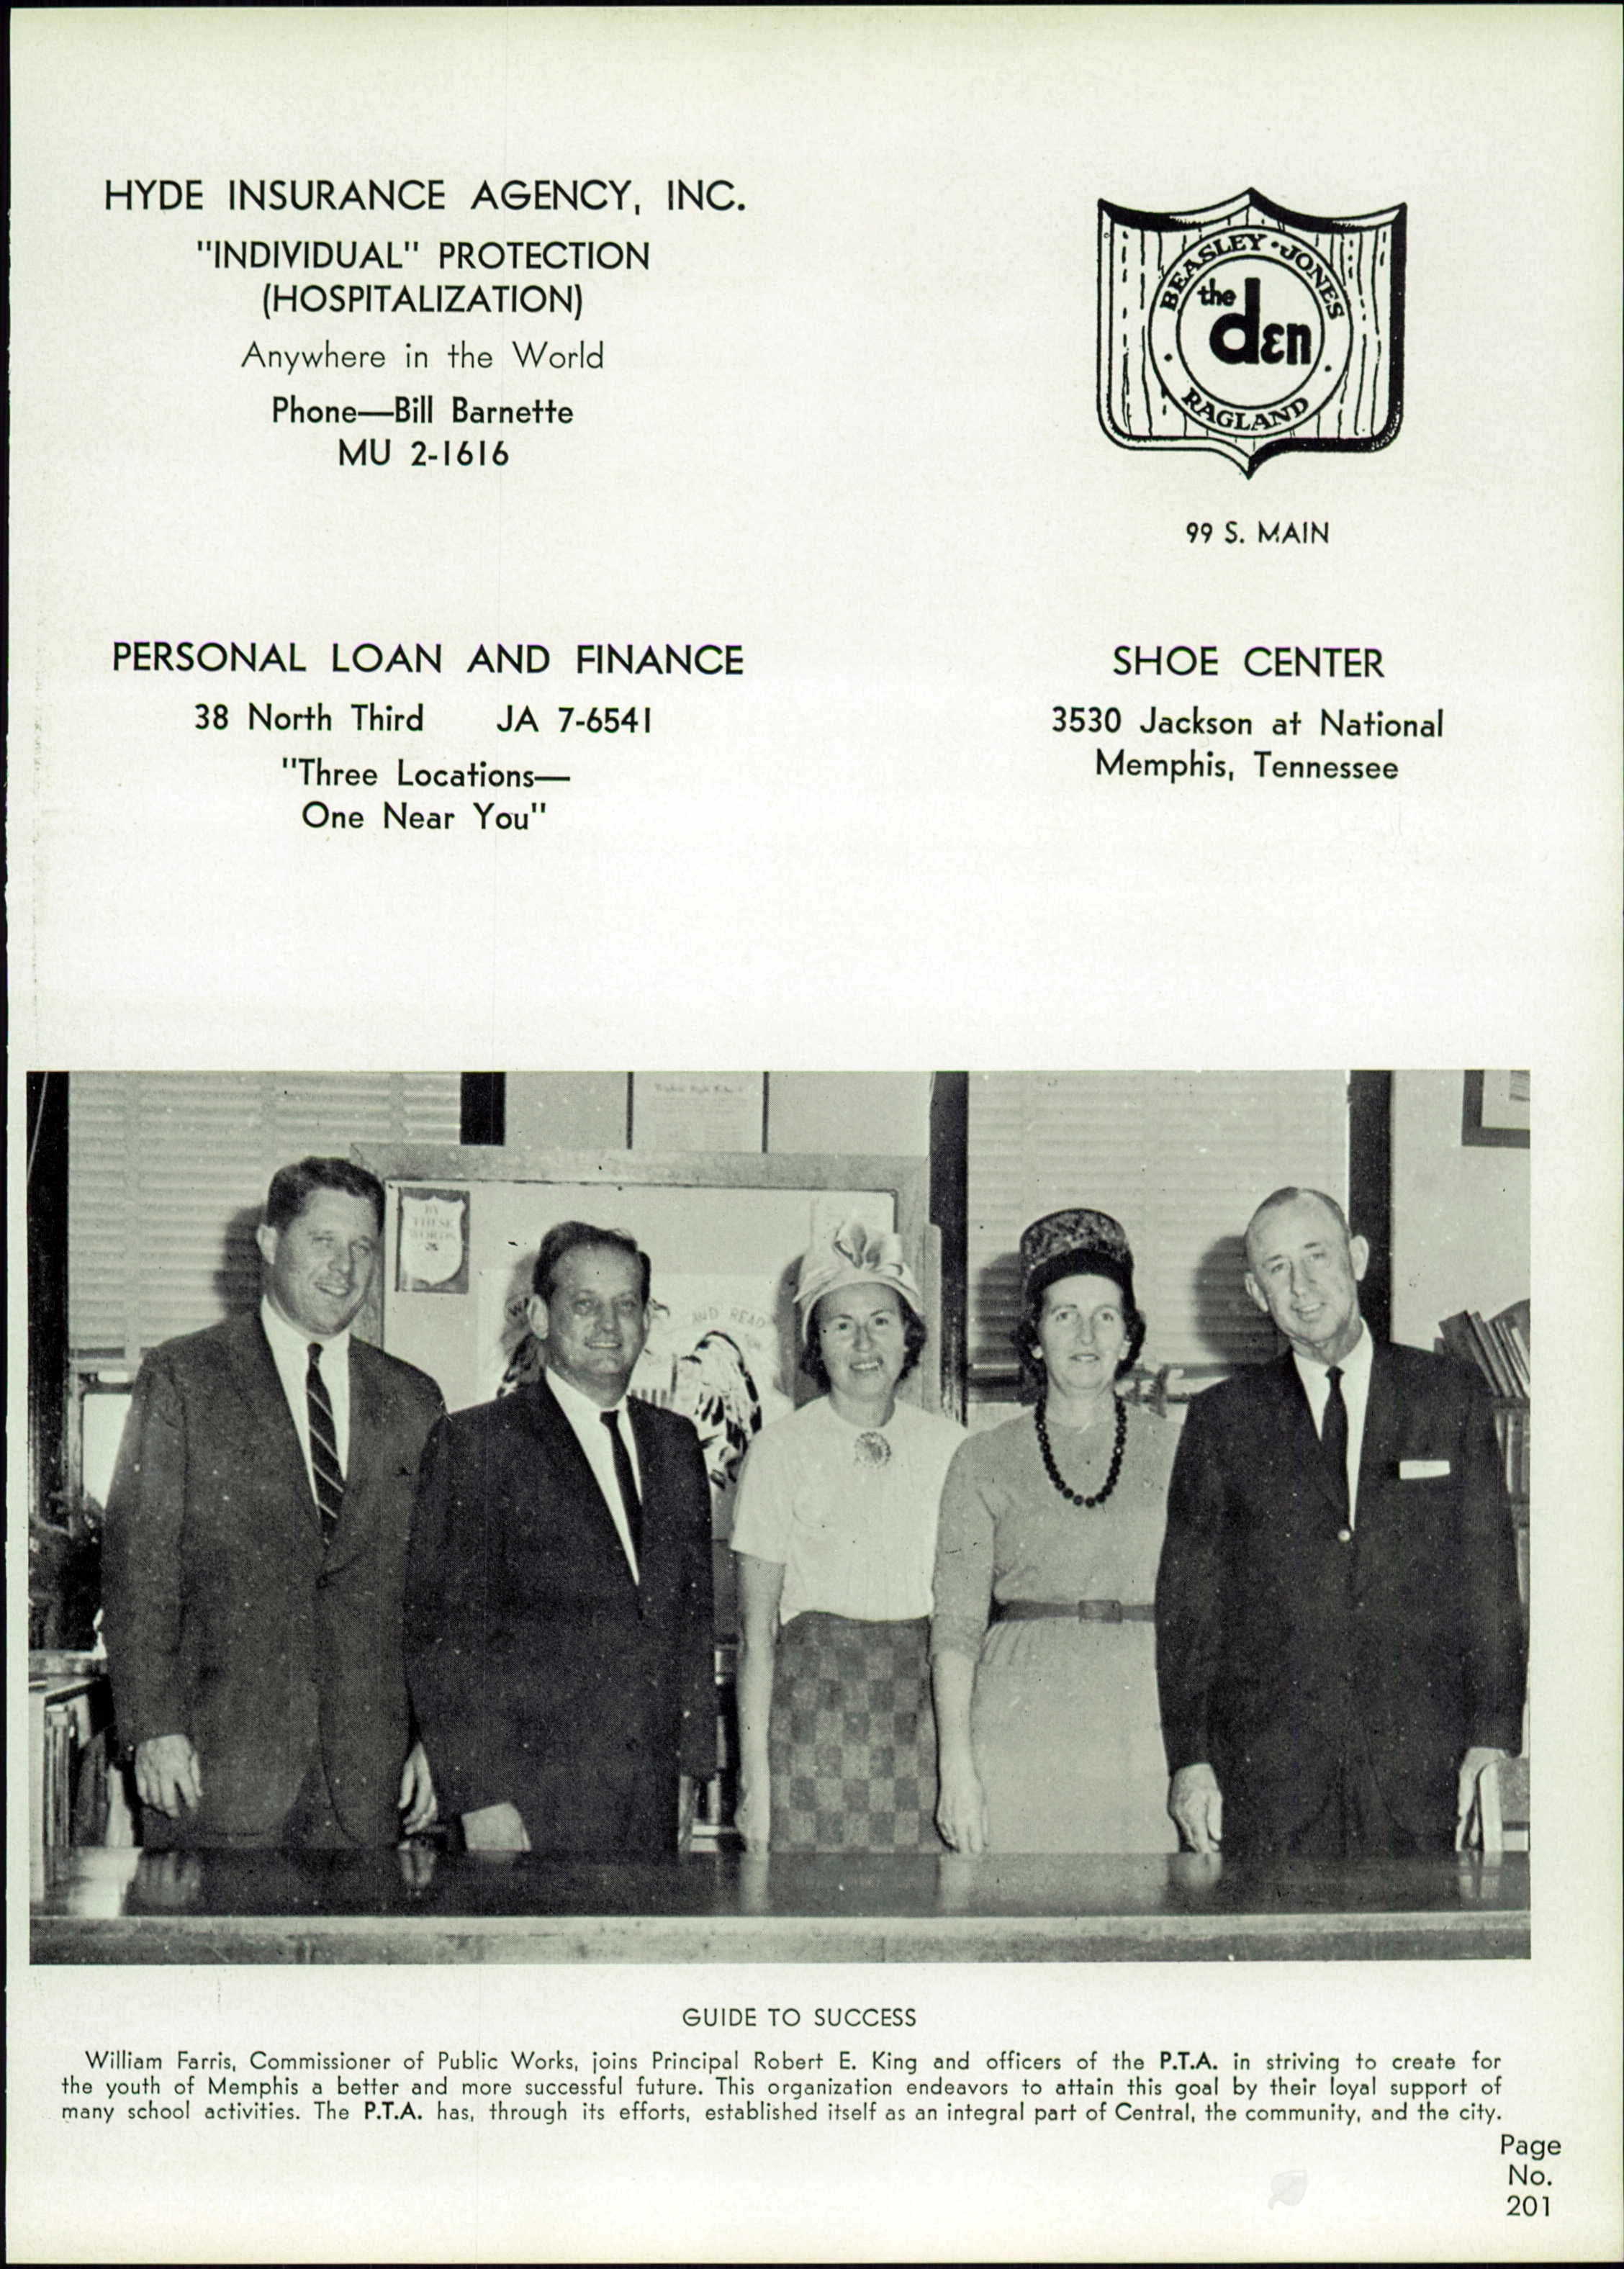 HYDE INSURANCE AGENCY, INC.
"INDIVIDUAL" PROTECTION
(HOSPITALIZATION)
Anywhere in the World
Phone—Bill Barnette
MU 2-1616
BEASLEY • JONES
the
den
RAGLAND
99 S. MAIN
PERSONAL LOAN AND FINANCE
38 North Third JA 7-6541
"Three Locations—
One Near You"
SHOE CENTER
3530 Jackson at National
Memphis, Tennessee
BY
THESE
WORDS
AND READ
GUIDE TO SUCCESS
William Farris, Commissioner of Public Works, joins Principal Robert E. King and officers of the P.T.A. in striving to create for
the youth of Memphis a better and more successful future. This organization endeavors to attain this goal by their loyal support of
many school activities. The P.T.A. has, through its efforts, established itself as an integral part of Central, the community, and the city.
Page
No.
201